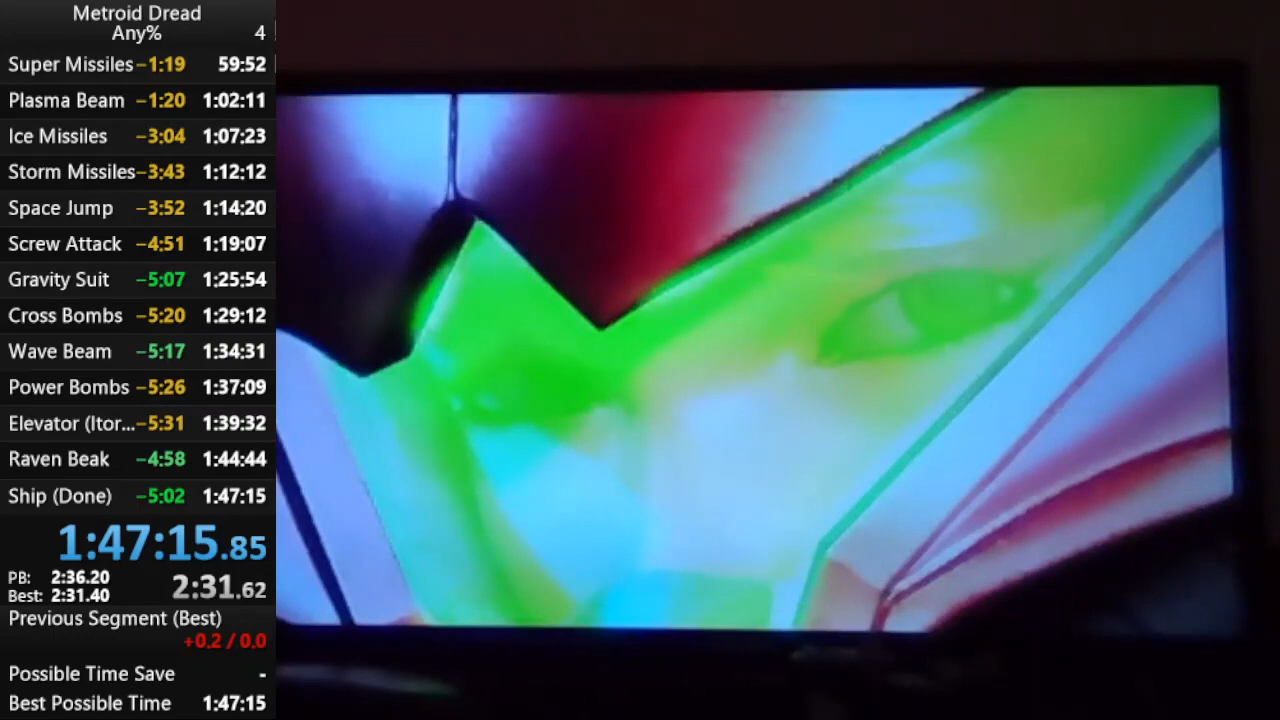 Metroid Dread
Any% 4
Super Missiles −1:19 59:52
Plasma Beam −1:20 1:02:11
Ice Missiles −3:04 1:07:23
Storm Missiles −3:43 1:12:12
Space Jump −3:52 1:14:20
Screw Attack −4:51 1:19:07
Gravity Suit −5:07 1:25:54
Cross Bombs −5:20 1:29:12
Wave Beam −5:17 1:34:31
Power Bombs −5:26 1:37:09
Elevator (Itor... −5:31 1:39:32
Raven Beak −4:58 1:44:44
Ship (Done) −5:02 1:47:15
1:47:15.85
PB: 2:36.20 2:31.62
Best: 2:31.40
Previous Segment (Best)
+0.2 / 0.0
Possible Time Save -
Best Possible Time 1:47:15